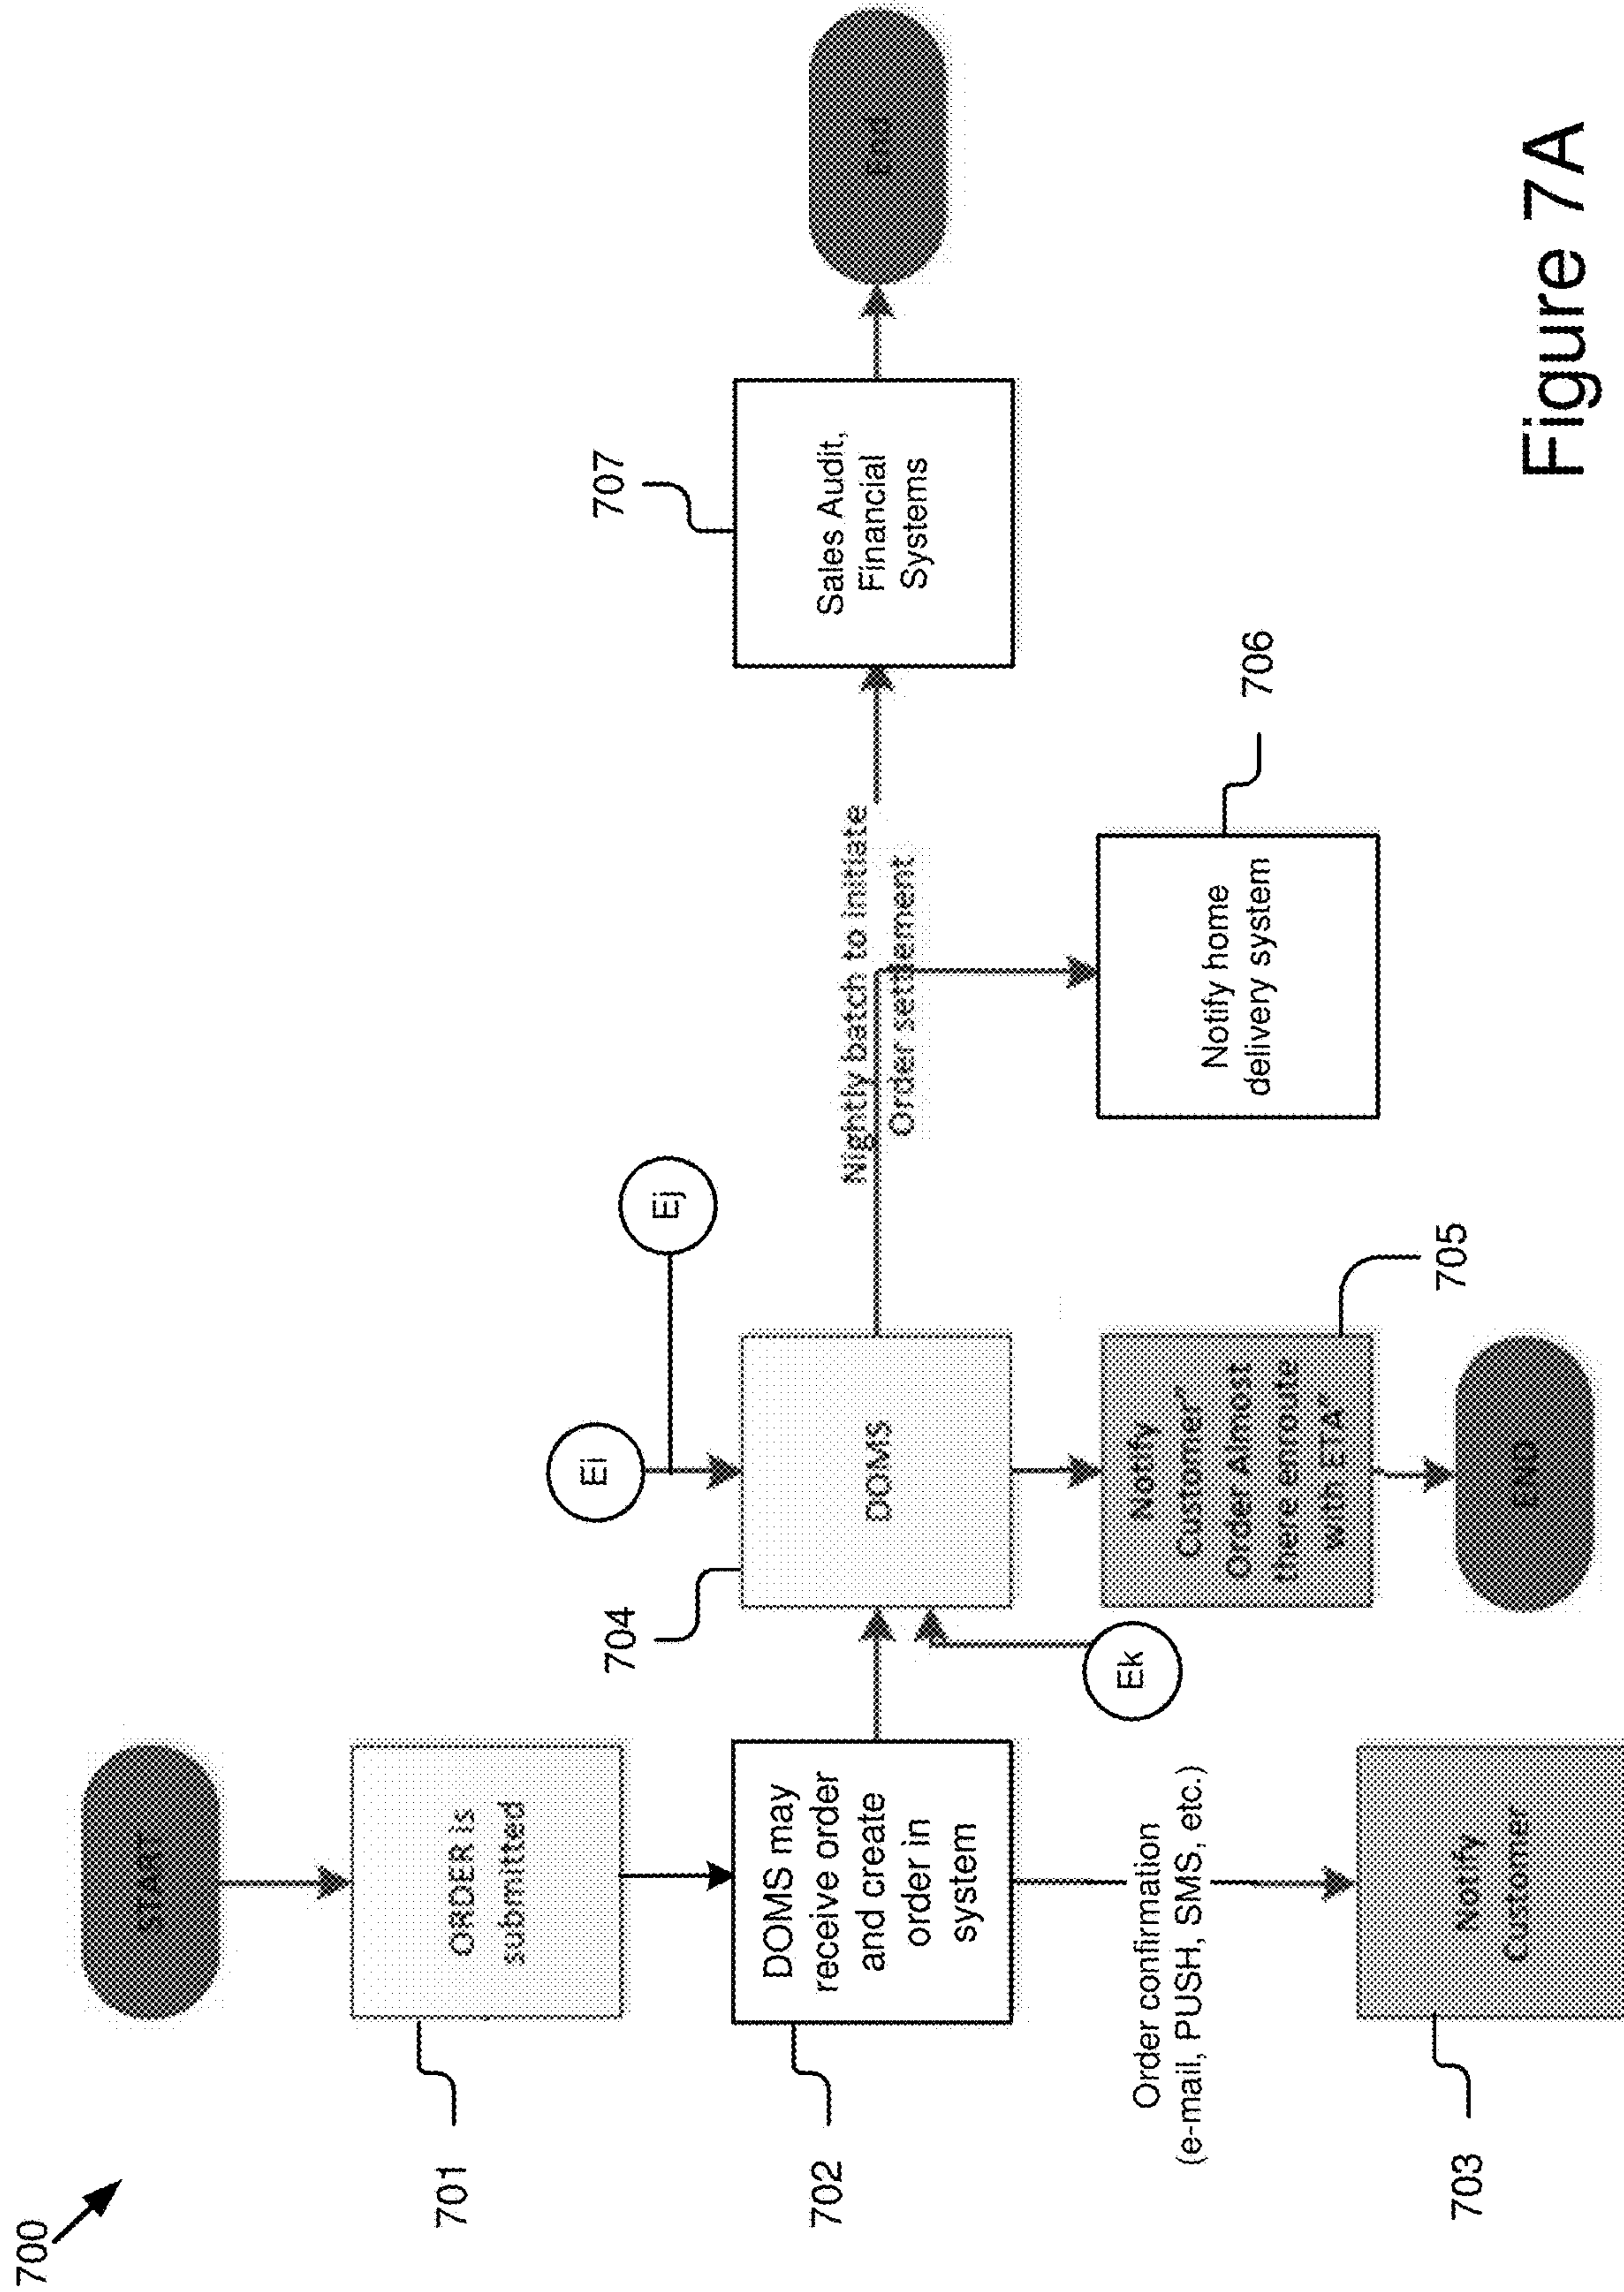 700
START
701
ORDER is
submitted
702
DOMS may
receive order
and create
order in
system
Order confirmation
(e-mail, PUSH, SMS, etc.)
703
Notify
Customer
Ei
Ej
704
DOMS
Ek
Notify
Customer”
Order Almost
there enroute
with ETA”
705
END
Nightly batch to initiate
Order settlement
Notify home
delivery system
706
707
Sales Audit,
Financial
Systems
End
Figure 7A